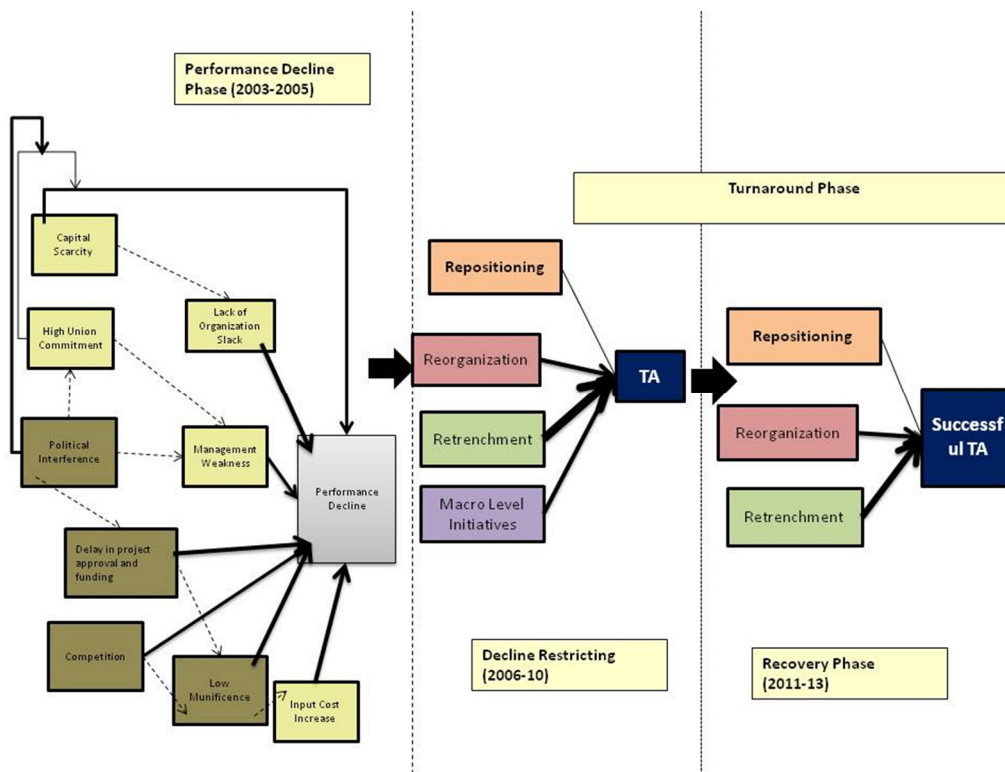 Performance Decline
Phase (2003-2005)
Turnaround Phase
Capital
Scarcity
High Union
Commitment
Lack of
Organization
Slack
Political
Interference
Management
Weakness
Performance
Decline
Delay in project
approval and
funding
Competition
Low
Munificence
Input Cost
Increase
Repositioning
Reorganization
Retrenchment
Macro Level
Initiatives
TA
Decline Restricting
(2006-10)
Repositioning
Reorganization
Retrenchment
Successf
ul TA
Recovery Phase
(2011-13)